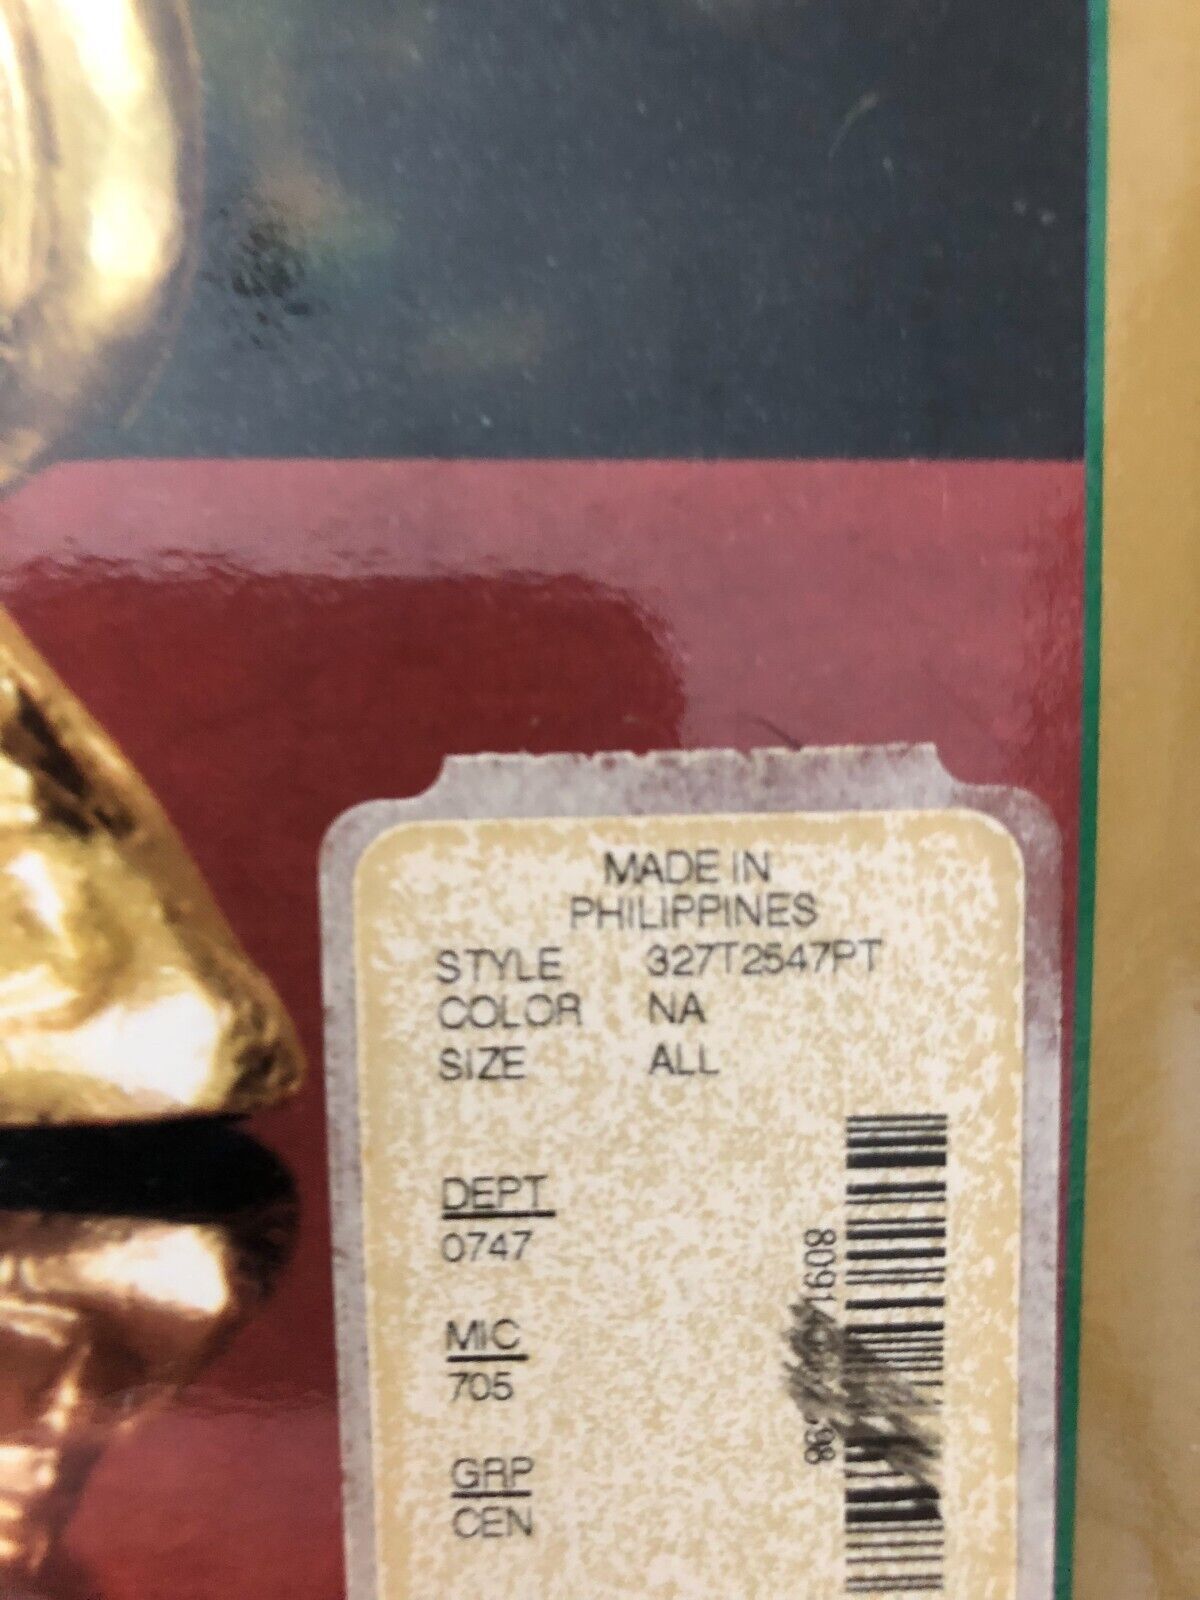 MADE IN
PHILIPPINES
STYLE 327T2547PT
COLOR NA
SIZE ALL
DEPT
0747
MIC
705
GRP
CEN